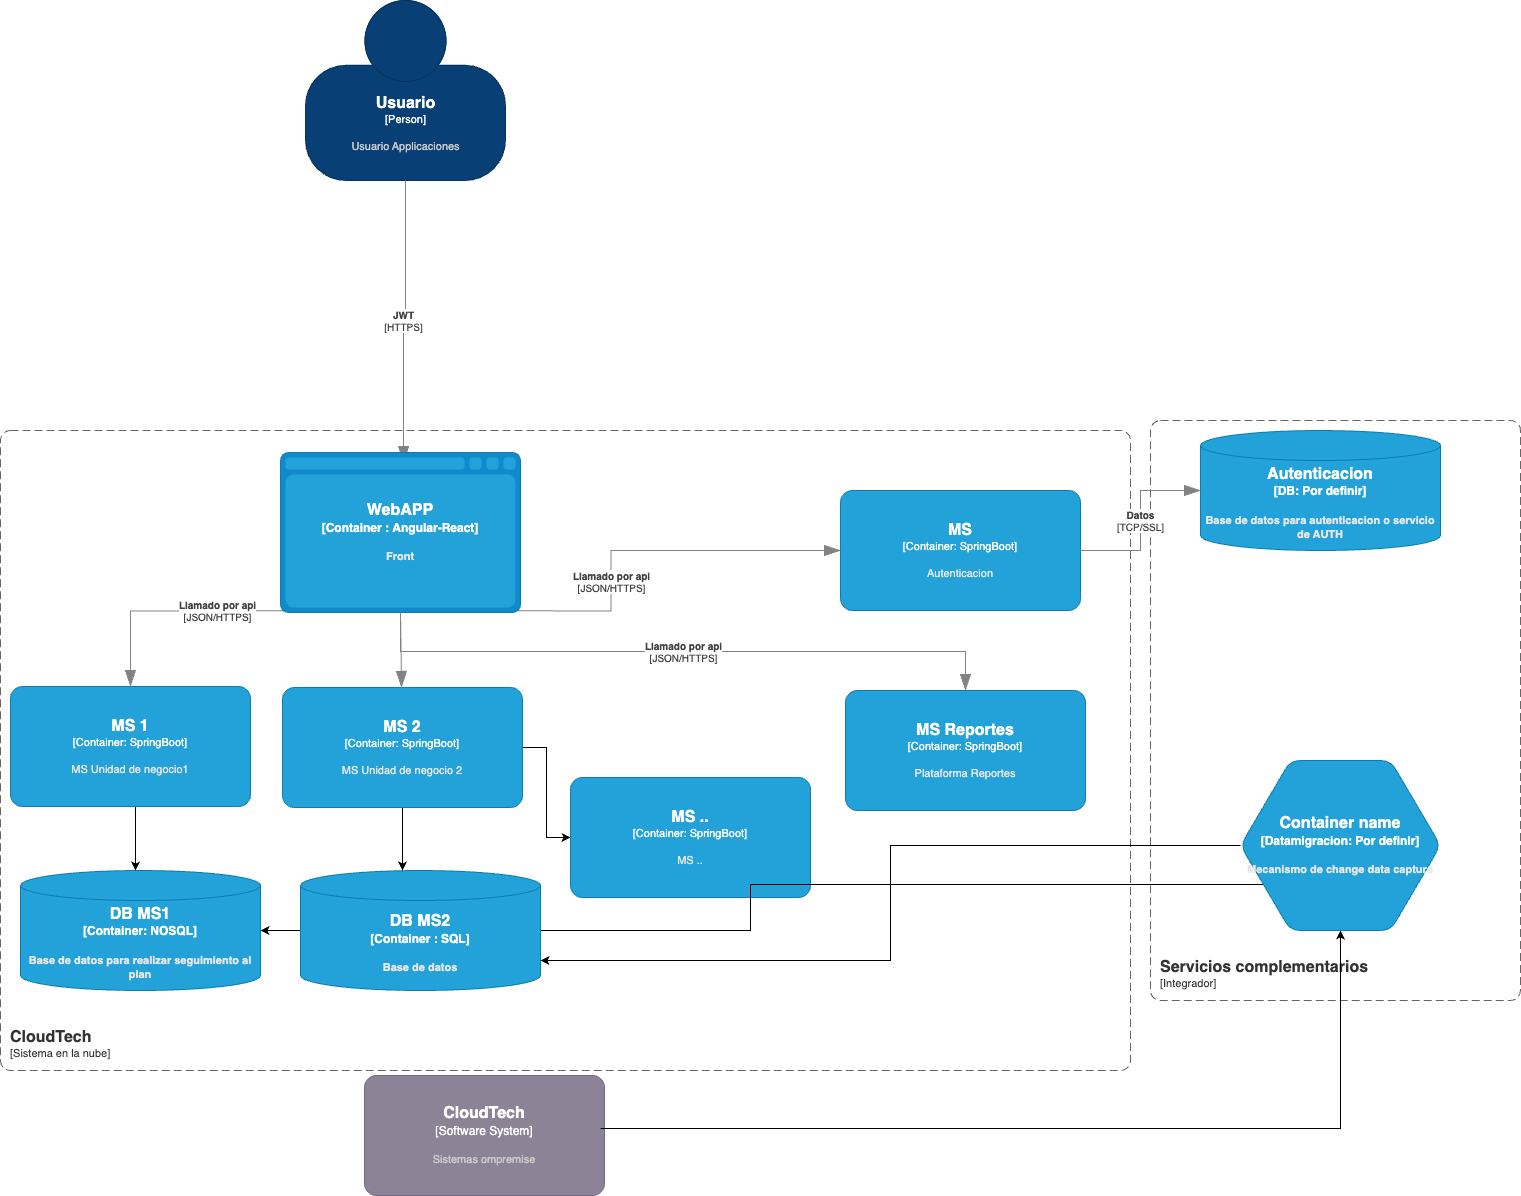 Usuario
[Person]
Usuario Applicaciones
JWT
[HTTPS]
WebAPP
[Container : Angular-React]
Front
MS
[Container: SpringBoot]
Autenticacion
Datos
[TCP/SSL]
Autenticacion
[DB: Por definir]
Base de datos para autenticacion o servicio
de AUTH
Llamado por api
[JSON/HTTPS]
Llamado por api
[JSON/HTTPS]
Llamado por api
[JSON/HTTPS]
MS 1
[Container: SpringBoot]
MS Unidad de negocio1
MS 2
[Container: SpringBoot]
MS Unidad de negocio 2
MS Reportes
[Container: SpringBoot]
Plataforma Reportes
MS ..
[Container: SpringBoot]
MS ..
Container name
[Datamigracion: Por definir]
Mecanismo de change data capture
DB MS1
[Container: NOSQL]
Base de datos para realizar seguimiento al
plan
DB MS2
[Container : SQL]
Base de datos
Servicios complementarios
[Integrador]
CloudTech
[Sistema en la nube]
CloudTech
[Software System]
Sistemas ompremise